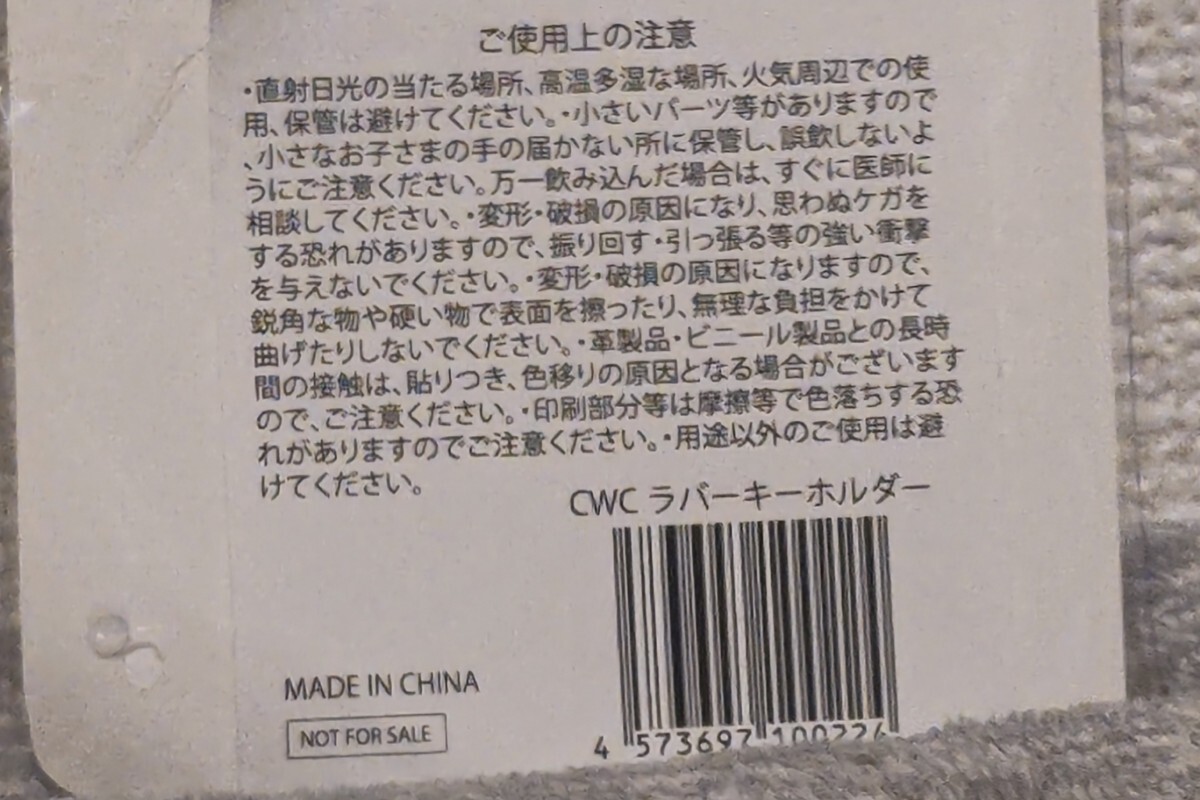 ご使用上の注意
・直射日光の当たる場所、高温多湿な場所、火気周辺での使
用、保管は避けてください。・小さいパーツ等がありますので
、小さなお子さまの手の届かない所に保管し、誤飲しないよ
うにご注意ください。万一飲み込んだ場合は、すぐに医師に
相談してください。・変形・破損の原因になり、思わぬケガを
する恐れがありますので、振り回す・引っ張る等の強い衝撃
を与えないでください。・変形・破損の原因になりますので、
鋭角な物や硬い物で表面を擦ったり、無理な負担をかけて
曲げたりしないでください。・革製品・ビニール製品との長時
間の接触は、貼りつき、色移りの原因となる場合がございます
ので、ご注意ください。・印刷部分等は摩擦等で色落ちする恐
れがありますのでご注意ください。・用途以外のご使用は避
けてください。
CWC ラバーキーホルダー
MADE IN CHINA
NOT FOR SALE
4 573697 100224